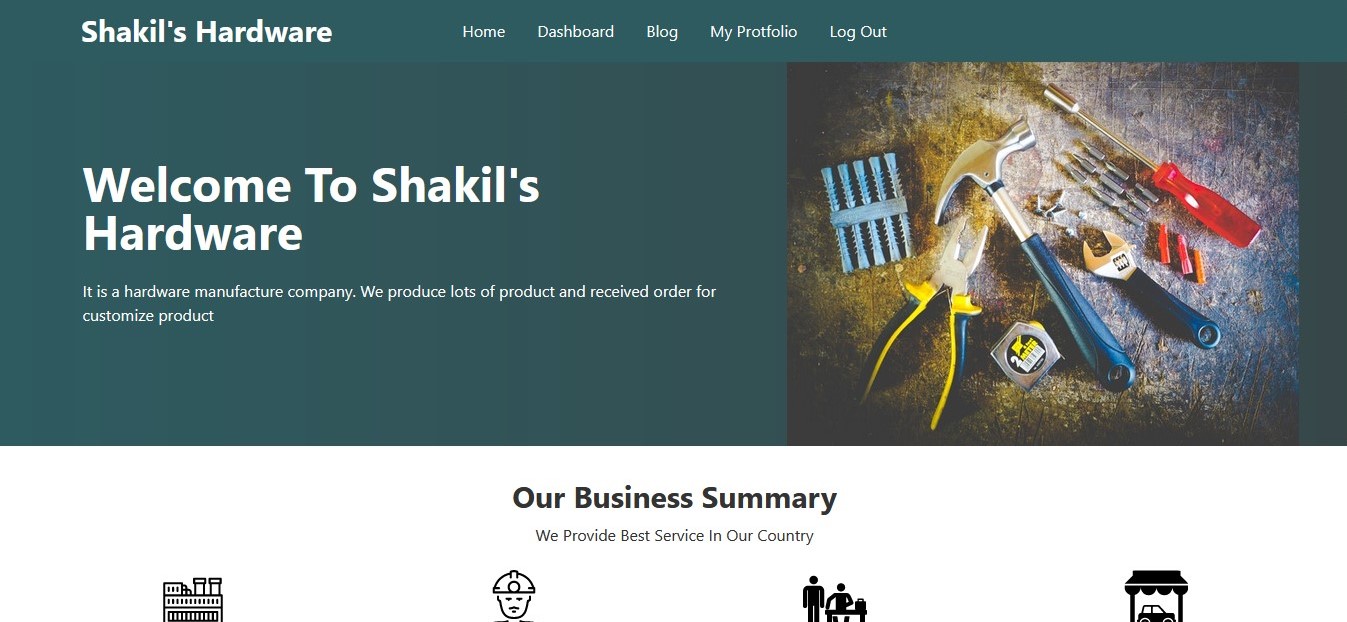 Shakil's Hardware
Home
Dashboard
Blog
My Protfolio
Log Out
Welcome To Shakil's
Hardware
It is a hardware manufacture company. We produce lots of product and received order for
customize product
Our Business Summary
We Provide Best Service In Our Country